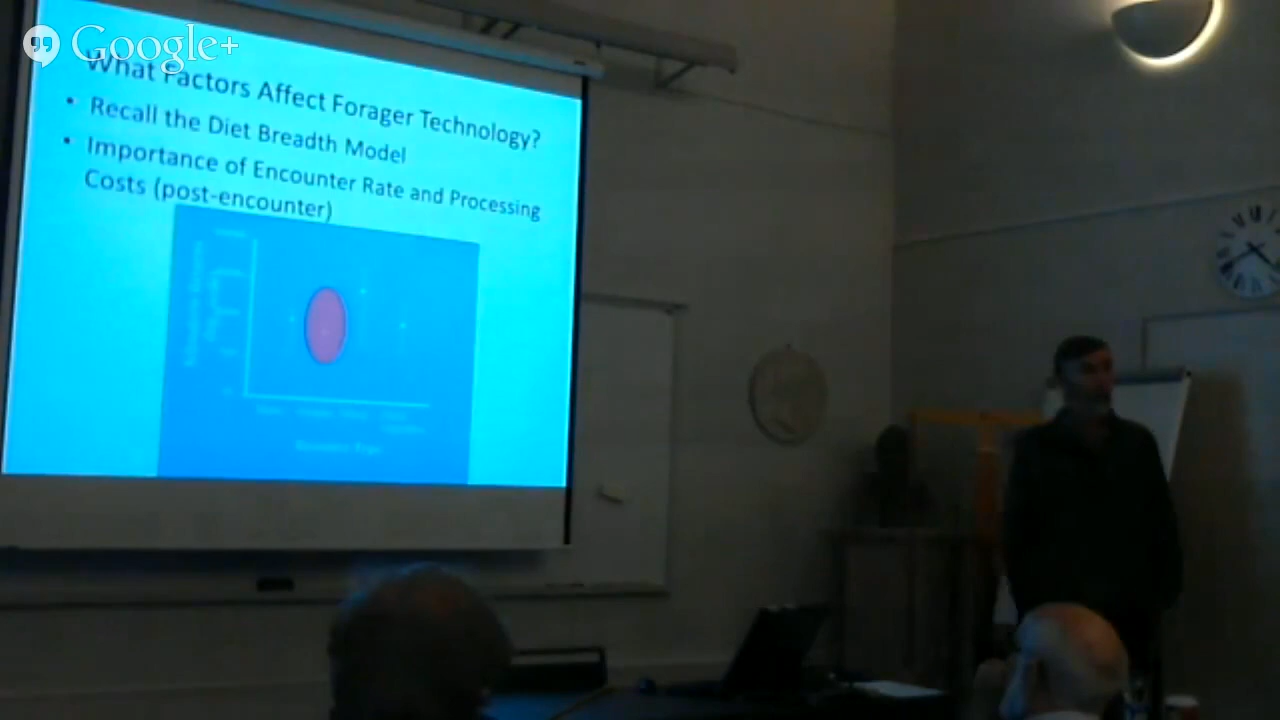 Google+
What Factors Affect Forager Technology?
• Recall the Diet Breadth Model
• Importance of Encounter Rate and Processing
Costs (post-encounter)